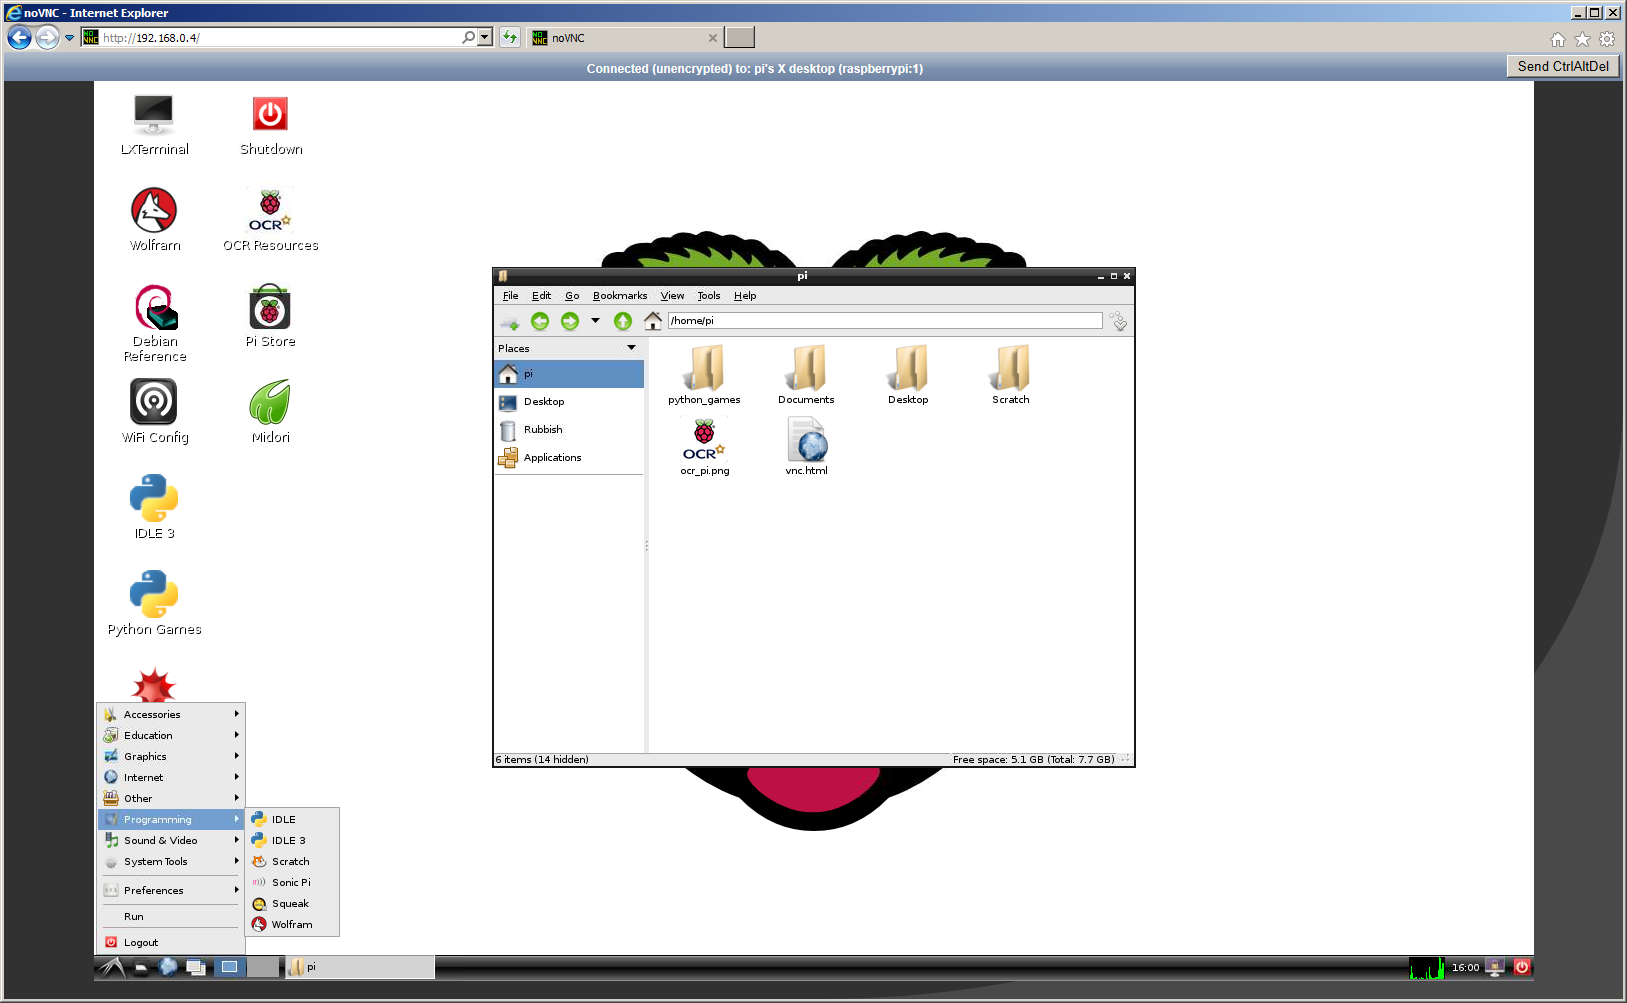 noVNC - Internet Explorer
http://192.168.0.4/
noVNC
Connected (unencrypted) to: pi's X desktop (raspberrypi:1)
Send CtrlAltDel
LXTerminal
Shutdown
Wolfram
OCR
OCR Resources
Debian
Reference
Pi Store
WiFi Config
Midori
IDLE 3
Python Games
pi
File Edit Go Bookmarks View Tools Help
/home/pi
Places
pi
Desktop
Rubbish
Applications
python_games
Documents
Desktop
Scratch
OCR
ocr_pi.png
vnc.html
6 items (14 hidden)
Free space: 5.1 GB (Total: 7.7 GB)
Accessories
Education
Graphics
Internet
Other
Programming
Sound & Video
System Tools
Preferences
Run
Logout
IDLE
IDLE 3
Scratch
Sonic Pi
Squeak
Wolfram
pi
16:00